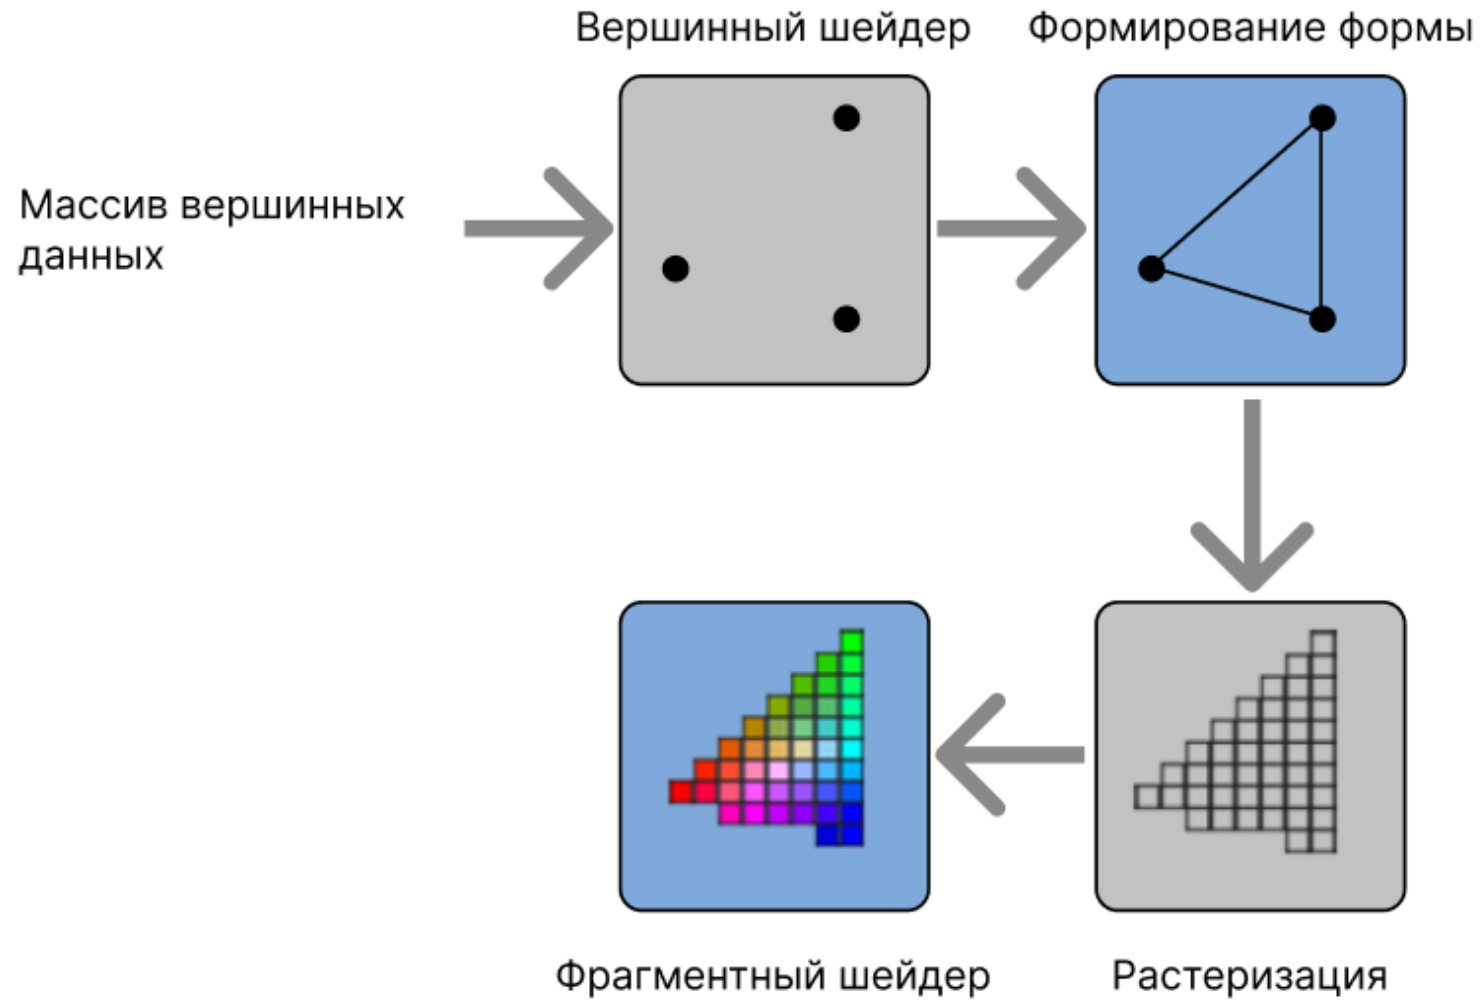 Вершинный шейдер
Формирование формы
Массив вершинных
данных
Фрагментный шейдер
Растеризация